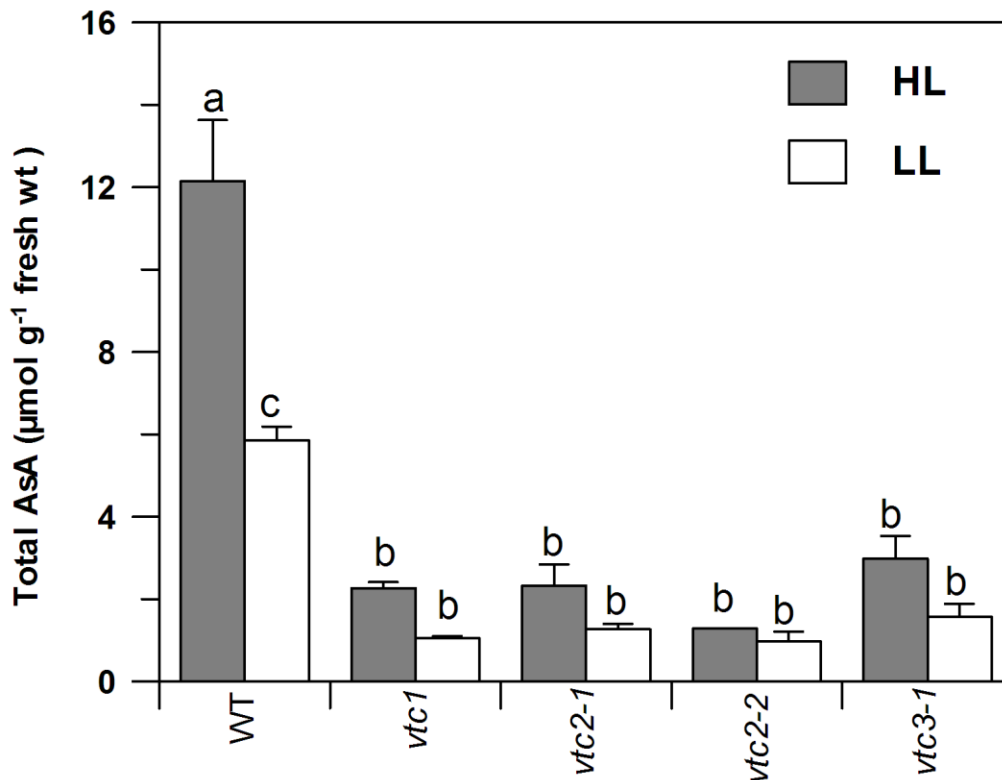 16
12
8
4
0
Total AsA (μmol g⁻¹ fresh wt )
HL
LL
a
c
b
b
b
b
b
b
b
b
WT
vtc1
vtc2-1
vtc2-2
vtc3-1